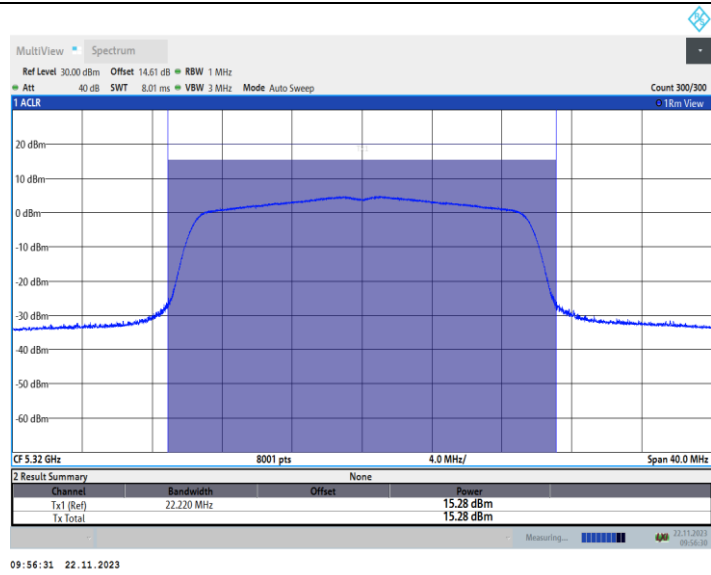 MultiView Spectrum
Ref Level 30.00 dBm Offset 14.61 dB RBW 1 MHz
Att 40 dB SWT 8.01 ms VBW 3 MHz Mode Auto Sweep Count 300/300
1 ACLR 1Rm View
20 dBm
10 dBm
0 dBm
-10 dBm
-20 dBm
-30 dBm
-40 dBm
-50 dBm
-60 dBm
CF 5.32 GHz 8001 pts 4.0 MHz/ Span 40.0 MHz
2 Result Summary None
Channel Bandwidth Offset Power
Tx1 (Ref) 22.220 MHz 15.28 dBm
Tx Total 15.28 dBm
Measuring... 22.11.2023
09:56:30
09:56:31 22.11.2023